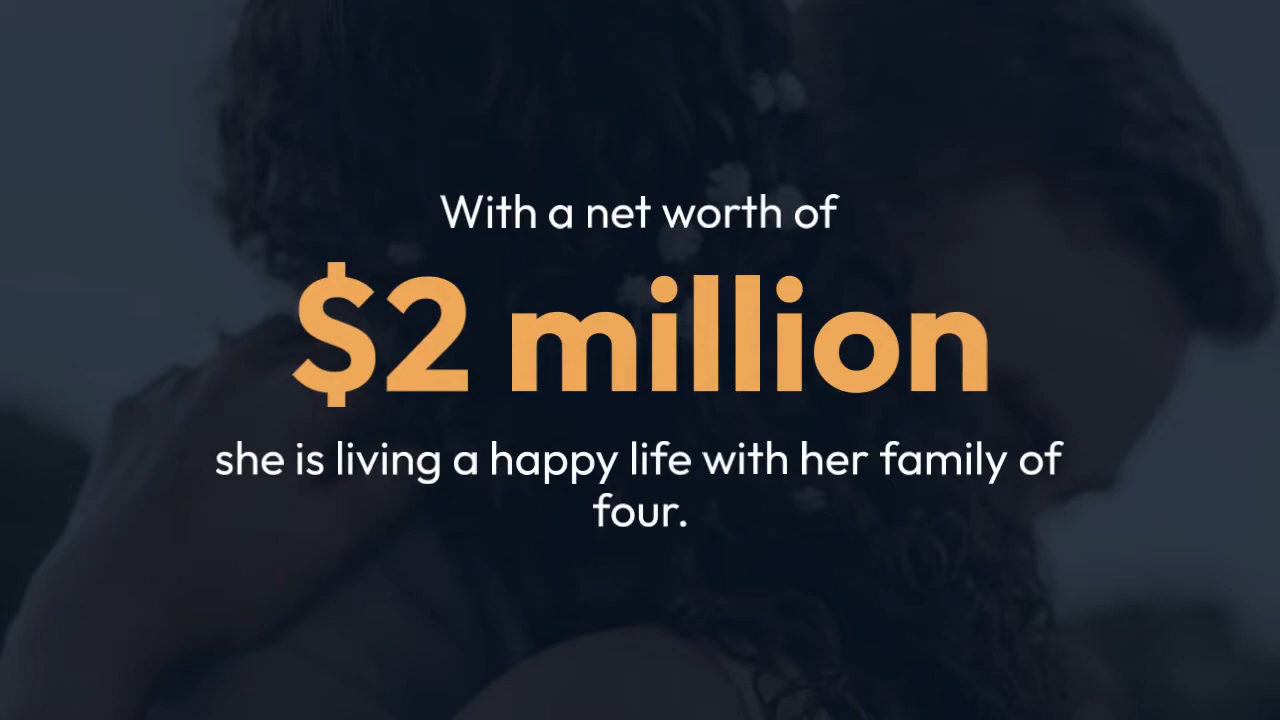 With a net worth of
$2 million
she is living a happy life with her family of
four.